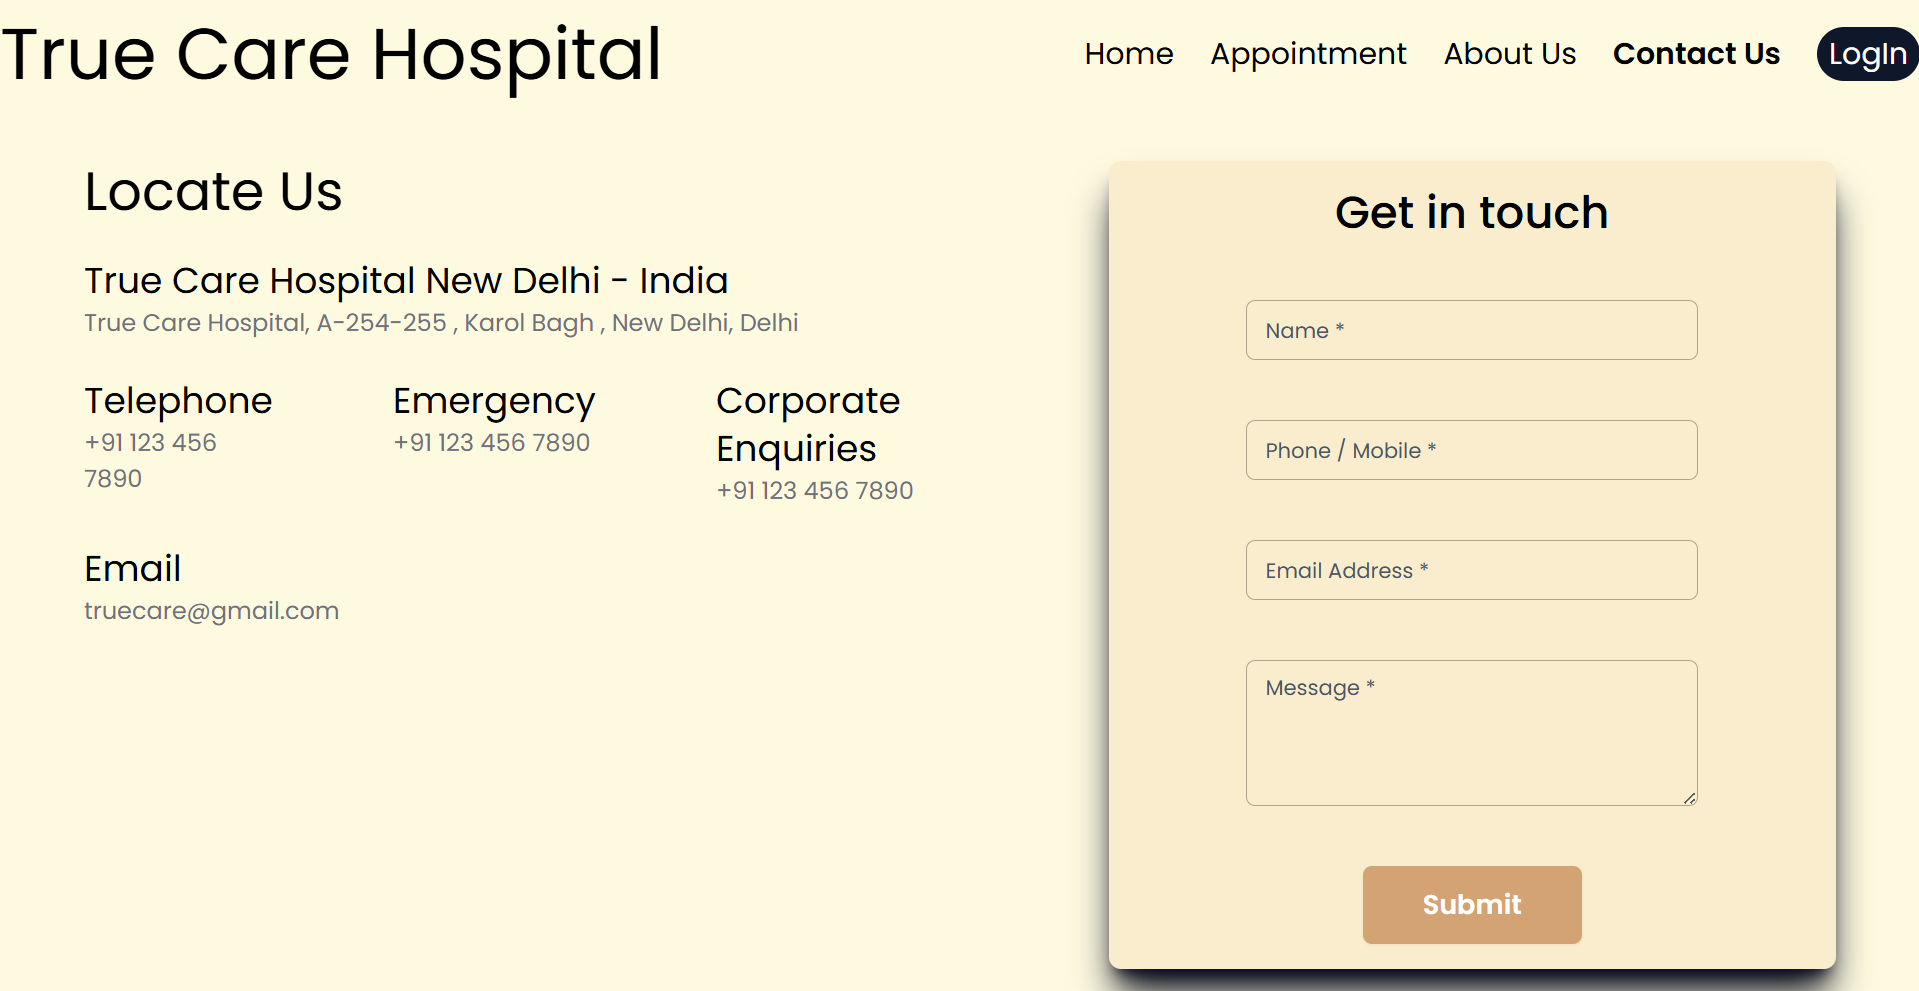 True Care Hospital
Home Appointment About Us Contact Us LogIn
Locate Us
True Care Hospital New Delhi - India
True Care Hospital, A-254-255 , Karol Bagh , New Delhi, Delhi
Telephone
+91 123 456
7890
Emergency
+91 123 456 7890
Corporate
Enquiries
+91 123 456 7890
Email
truecare@gmail.com
Get in touch
Name *
Phone / Mobile *
Email Address *
Message *
Submit